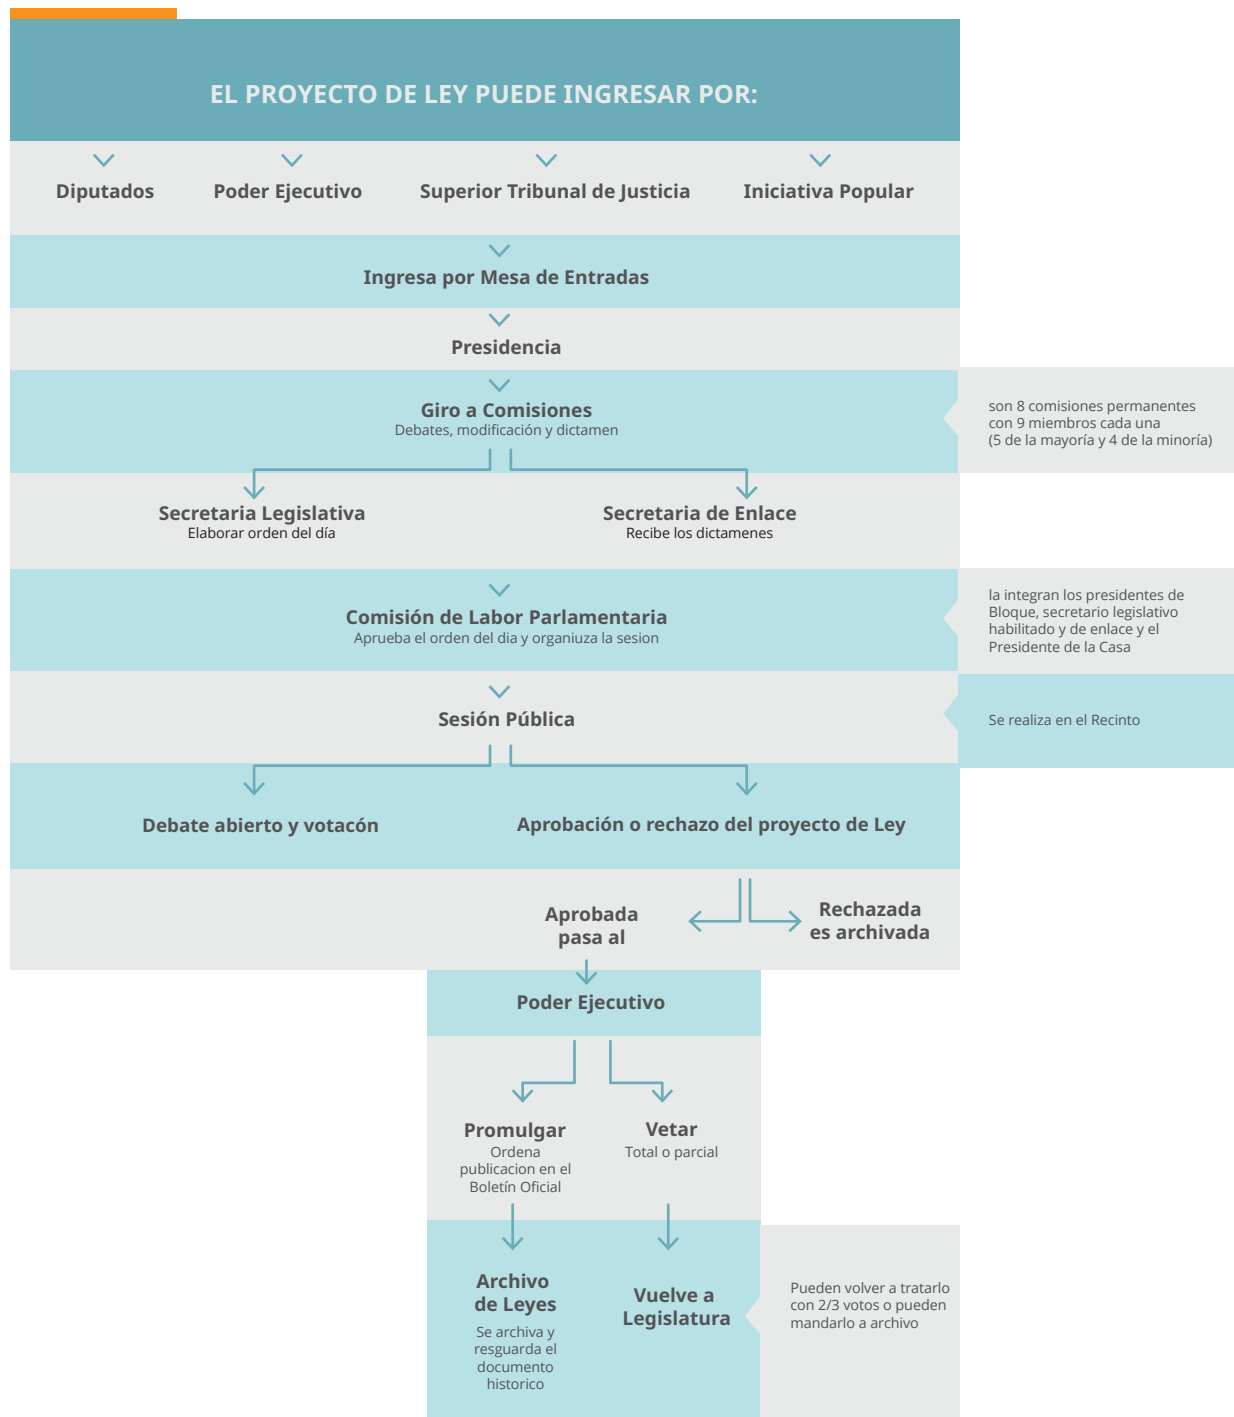 EL PROYECTO DE LEY PUEDE INGRESAR POR:
Diputados
Poder Ejecutivo
Superior Tribunal de Justicia
Iniciativa Popular
Ingresa por Mesa de Entradas
Presidencia
Giro a Comisiones
Debates, modificación y dictamen
son 8 comisiones permanentes
con 9 miembros cada una
(5 de la mayoría y 4 de la minoría)
Secretaria Legislativa
Elaborar orden del día
Secretaria de Enlace
Recibe los dictamenes
Comisión de Labor Parlamentaria
Aprueba el orden del dia y organiuza la sesion
la integran los presidentes de
Bloque, secretario legislativo
habilitado y de enlace y el
Presidente de la Casa
Sesión Pública
Se realiza en el Recinto
Debate abierto y votacón
Aprobación o rechazo del proyecto de Ley
Aprobada
pasa al
Rechazada
es archivada
Poder Ejecutivo
Promulgar
Ordena
publicacion en el
Boletín Oficial
Vetar
Total o parcial
Archivo
de Leyes
Se archiva y
resguarda el
documento
historico
Vuelve a
Legislatura
Pueden volver a tratarlo
con 2/3 votos o pueden
mandarlo a archivo